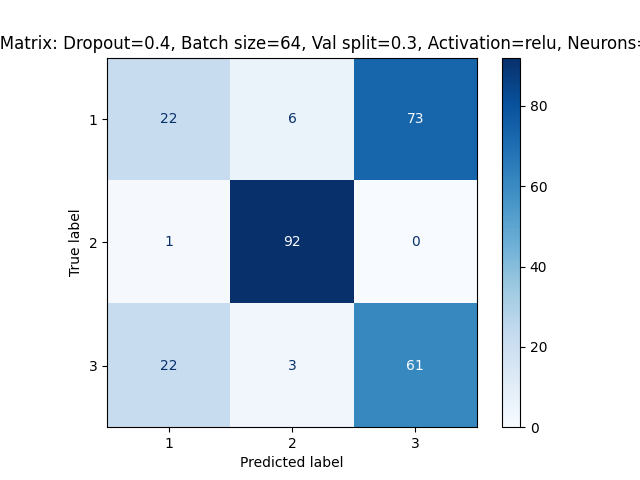 Matrix: Dropout=0.4, Batch size=64, Val split=0.3, Activation=relu, Neurons=
1 22 6 73
2 1 92 0
3 22 3 61
1 2 3
True label
Predicted label
80
60
40
20
0